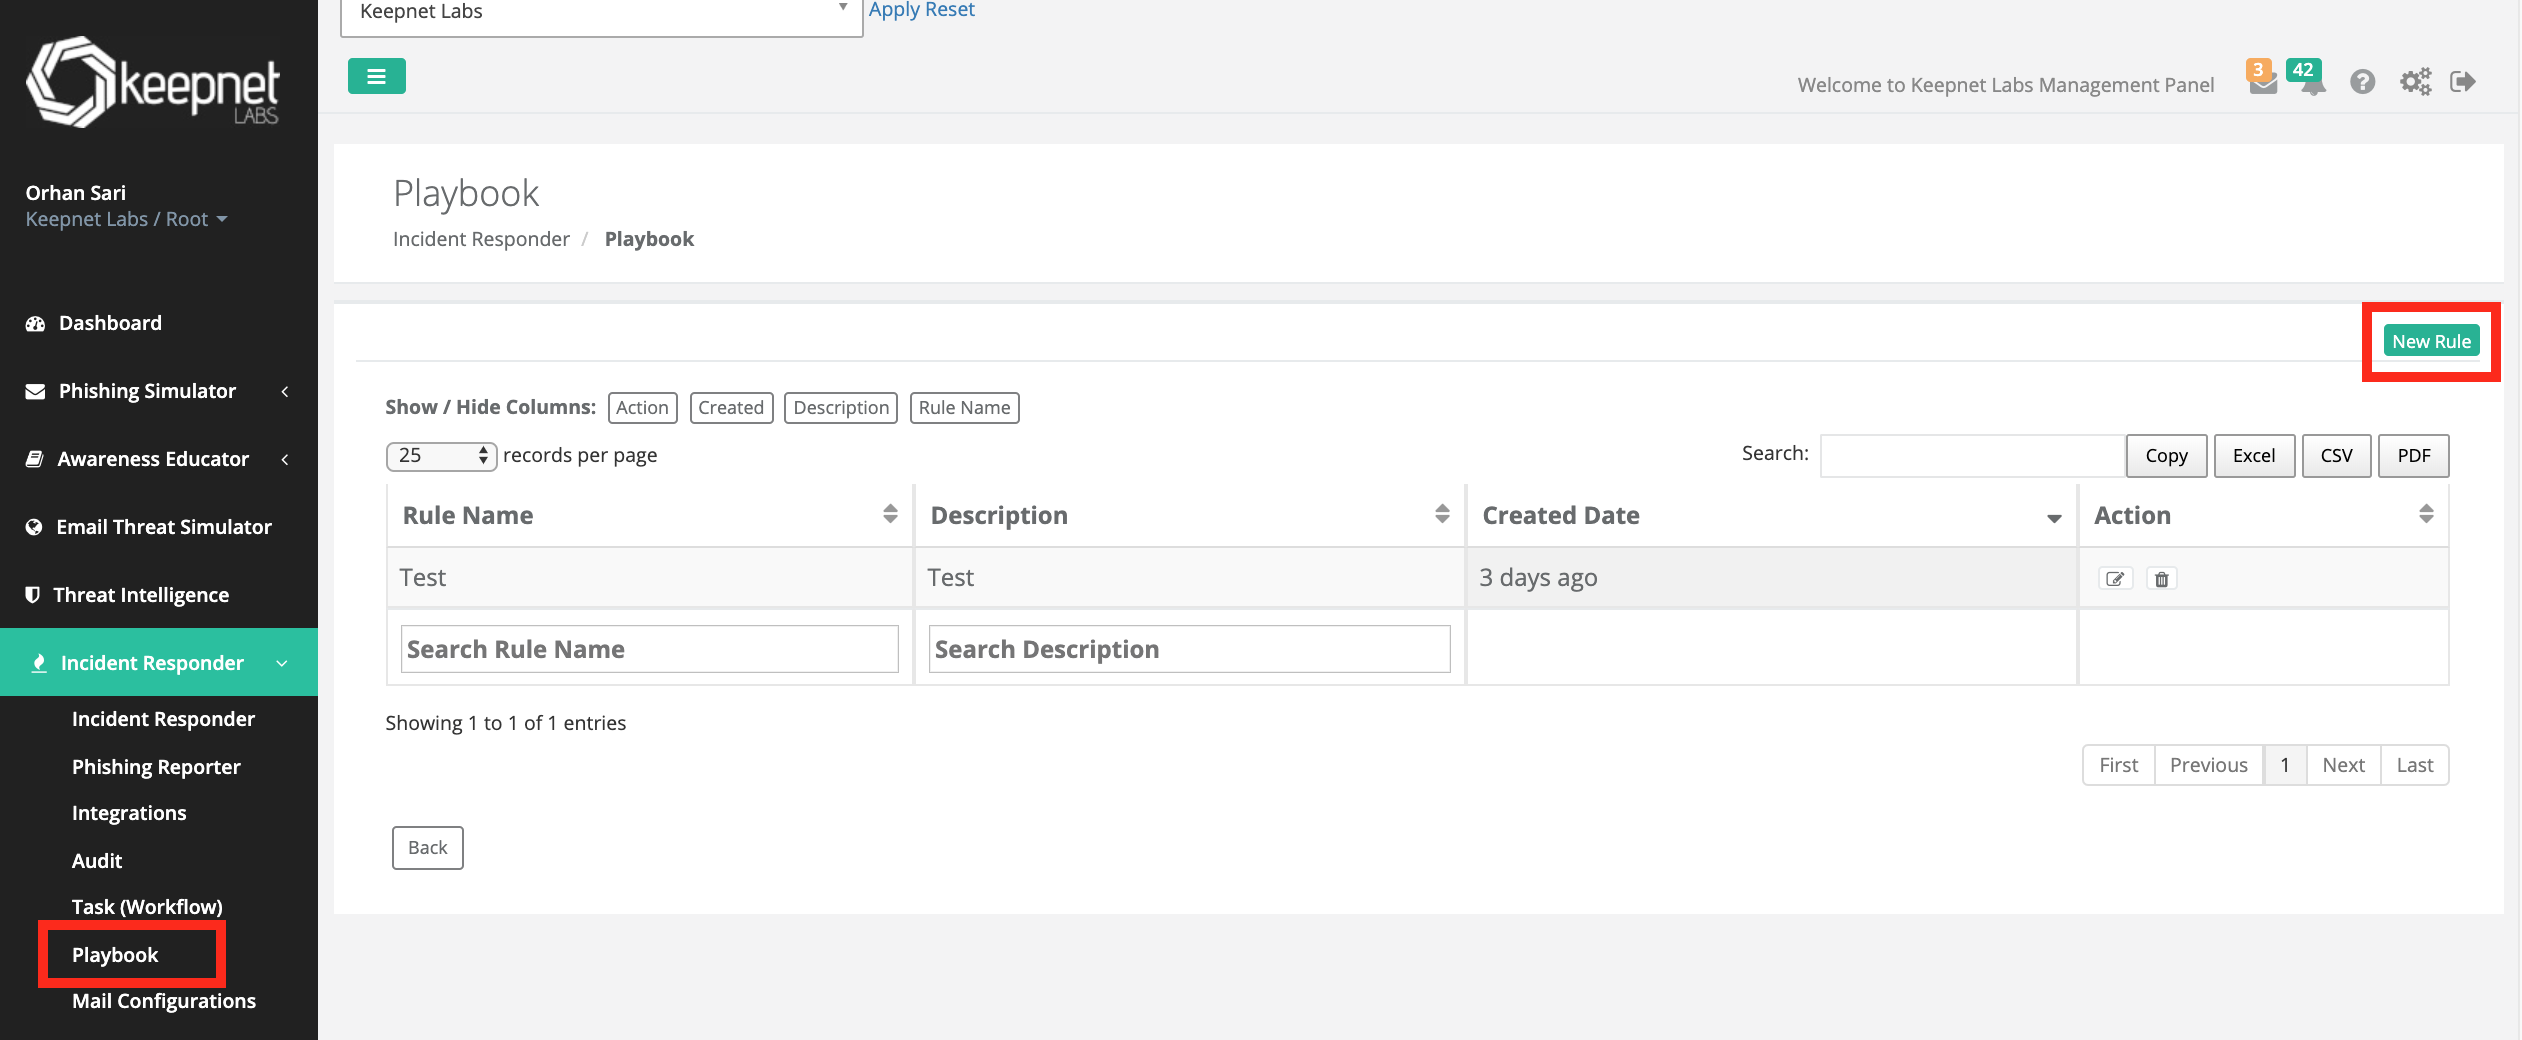 Keepnet Labs
Apply Reset
keepnet
LABS
Welcome to Keepnet Labs Management Panel
3
42
Orhan Sari
Keepnet Labs / Root
Dashboard
Phishing Simulator
Awareness Educator
Email Threat Simulator
Threat Intelligence
Incident Responder
Incident Responder
Phishing Reporter
Integrations
Audit
Task (Workflow)
Playbook
Mail Configurations
Playbook
Incident Responder / Playbook
New Rule
Show / Hide Columns: Action Created Description Rule Name
25 records per page
Search: Copy Excel CSV PDF
Rule Name Description Created Date Action
Test Test 3 days ago
Search Rule Name Search Description
Showing 1 to 1 of 1 entries
First Previous 1 Next Last
Back